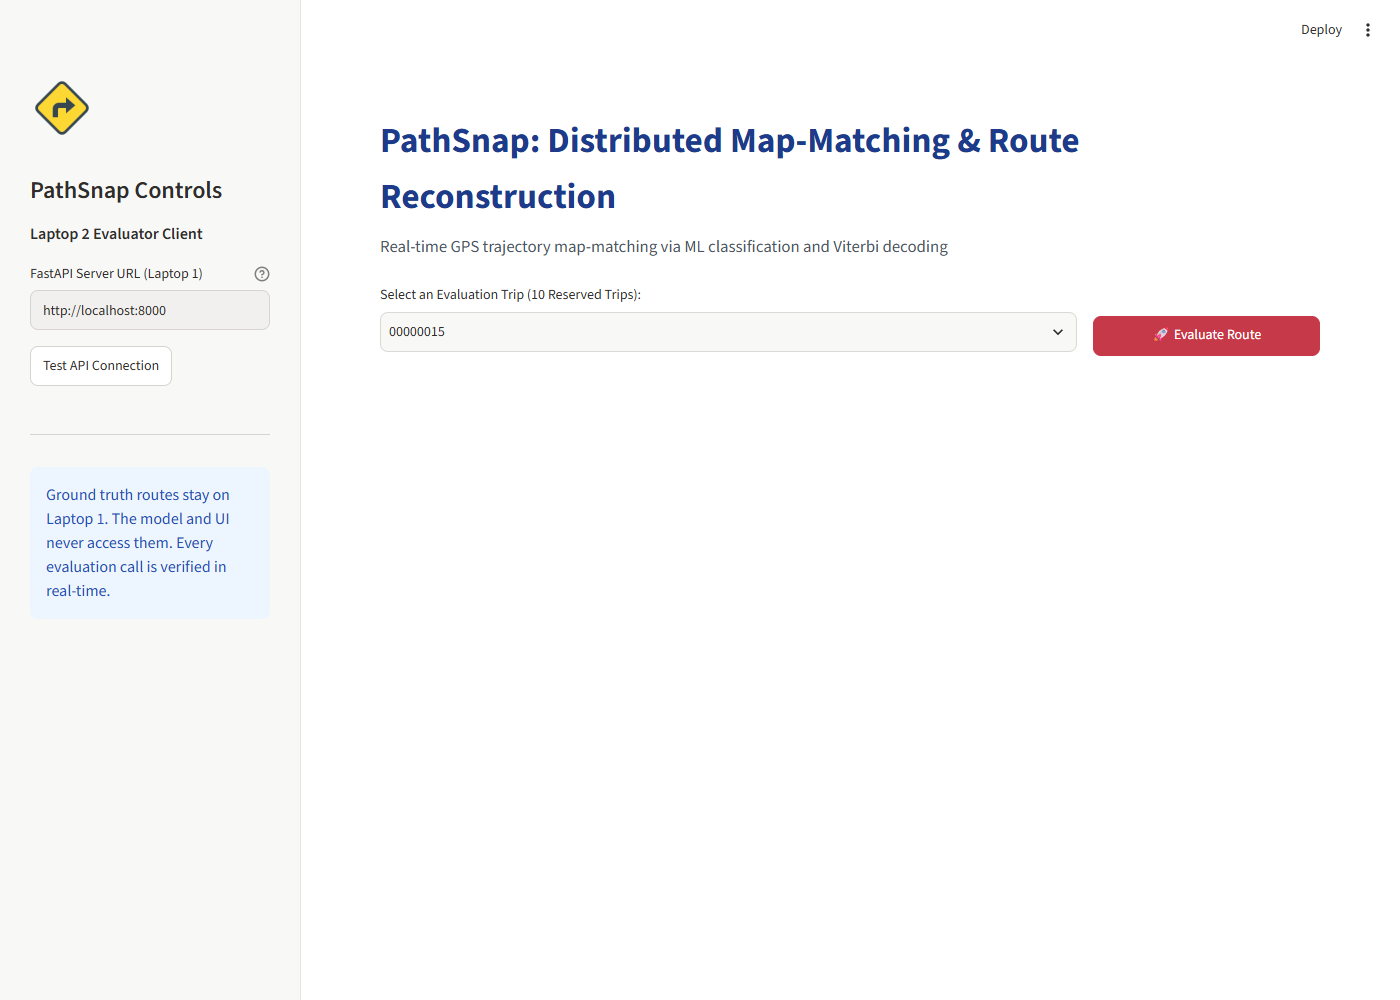 Deploy
PathSnap Controls
Laptop 2 Evaluator Client
FastAPI Server URL (Laptop 1)
http://localhost:8000
Test API Connection
Ground truth routes stay on
Laptop 1. The model and UI
never access them. Every
evaluation call is verified in
real-time.
PathSnap: Distributed Map-Matching & Route
Reconstruction
Real-time GPS trajectory map-matching via ML classification and Viterbi decoding
Select an Evaluation Trip (10 Reserved Trips):
00000015
🚀 Evaluate Route